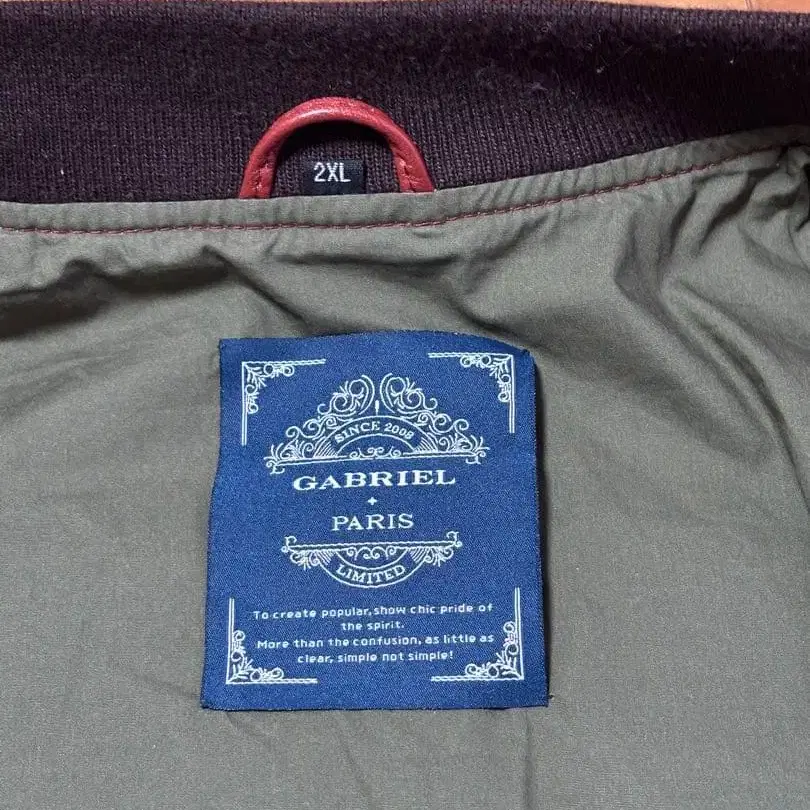 2XL
SINCE 2008
GABRIEL
PARIS
LIMITED
To create popular,show chic pride of
the spirit.
More than the confusion, as little as
clear, simple not simple!